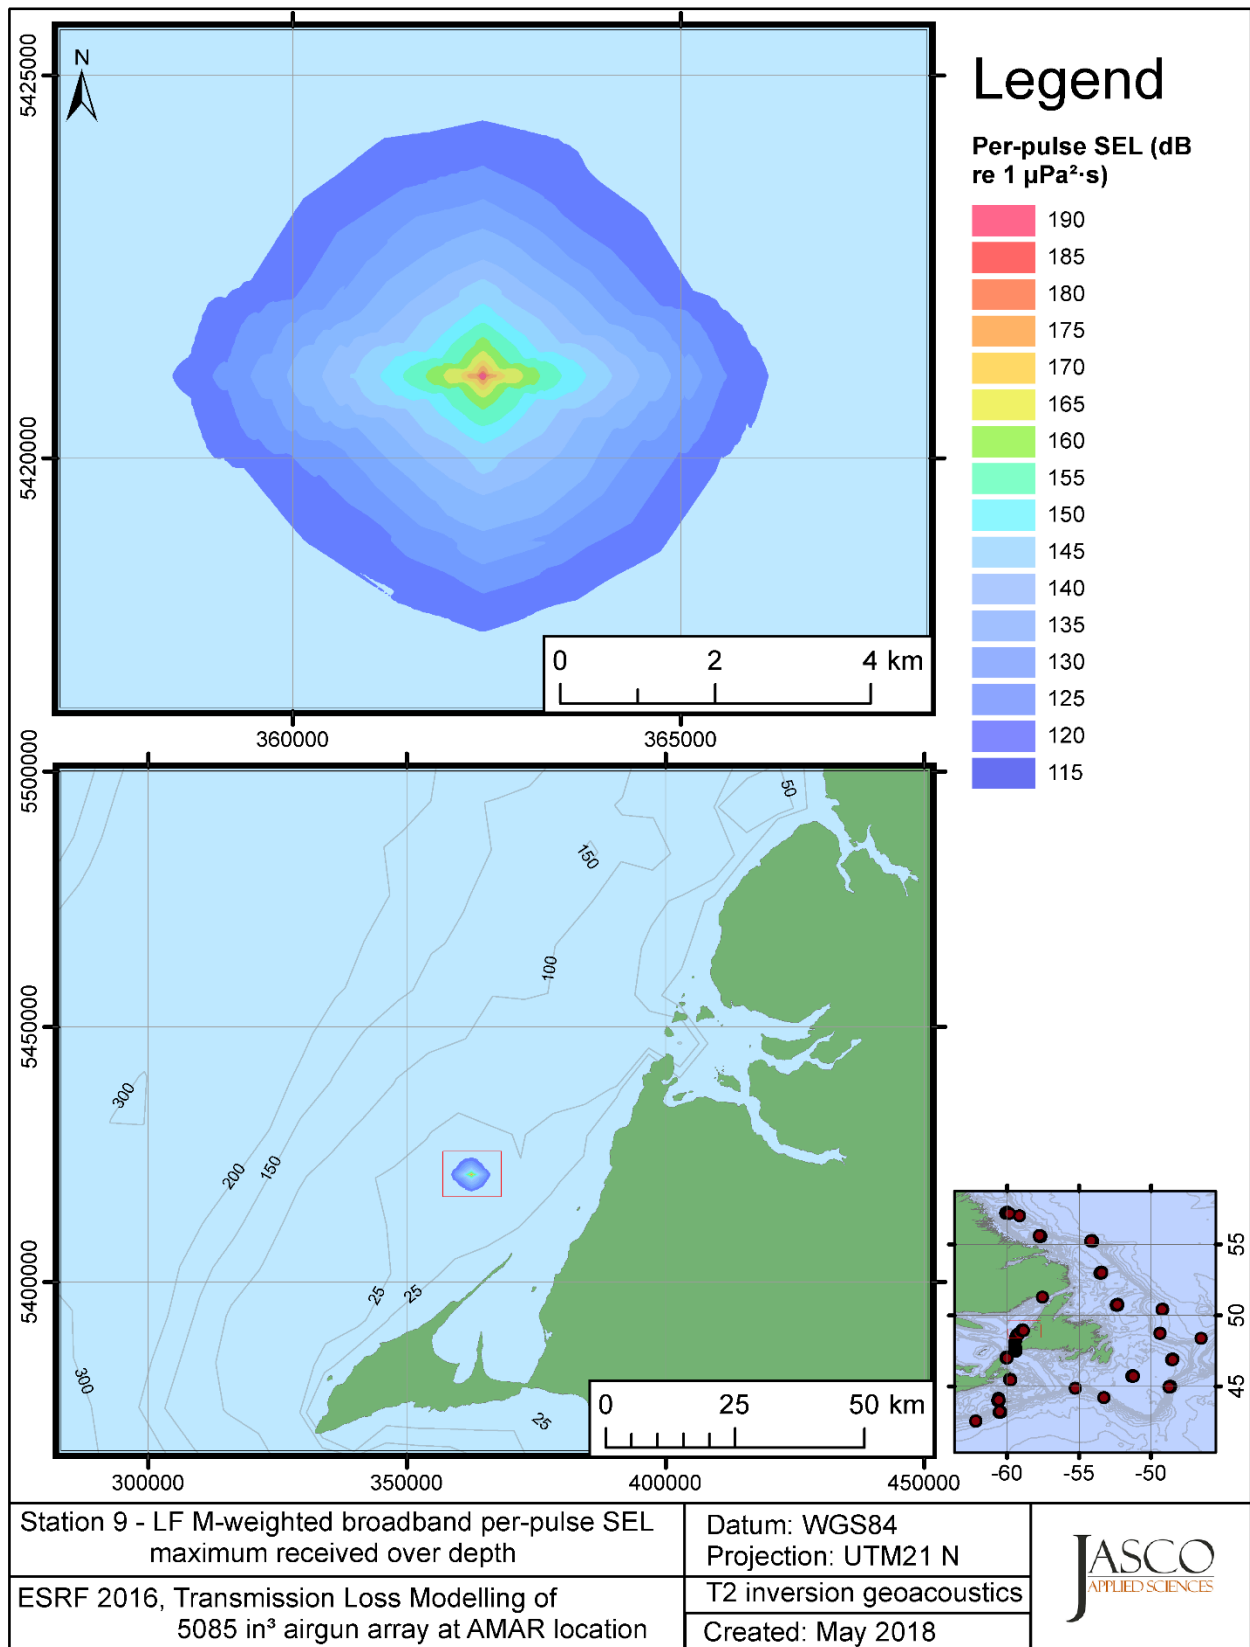 N
5425000
5420000
0 2 4 km
360000 365000
Legend
Per-pulse SEL (dB
re 1 µPa²·s)
190
185
180
175
170
165
160
155
150
145
140
135
130
125
120
115
5500000
5450000
5400000
50
150
100
300
200
150
25
25
300
25
0 25 50 km
300000 350000 400000 450000
55
50
45
-60 -55 -50
Station 9 - LF M-weighted broadband per-pulse SEL
maximum received over depth
ESRF 2016, Transmission Loss Modelling of
5085 in³ airgun array at AMAR location
Datum: WGS84
Projection: UTM21 N
T2 inversion geoacoustics
Created: May 2018
JASCO
APPLIED SCIENCES